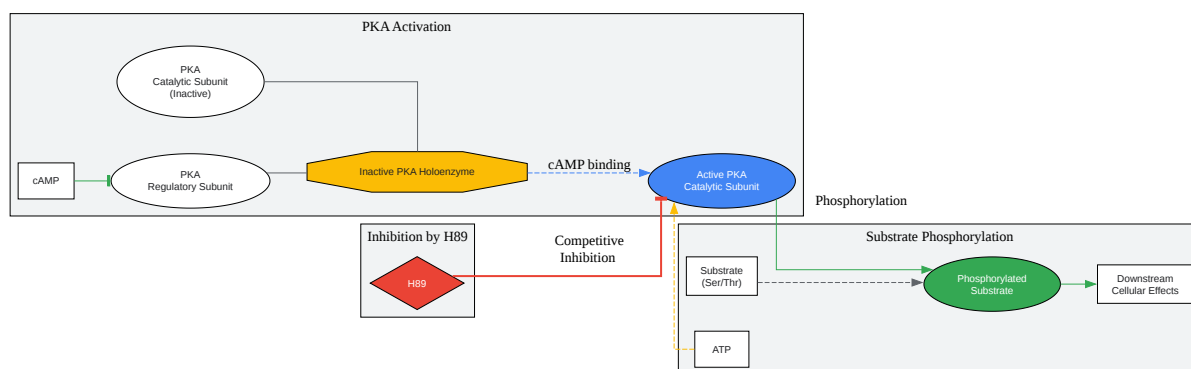 PKA Activation
PKA
Catalytic Subunit
(Inactive)
cAMP
PKA
Regulatory Subunit
Inactive PKA Holoenzyme
cAMP binding
Active PKA
Catalytic Subunit
Phosphorylation
Inhibition by H89
H89
Competitive
Inhibition
Substrate Phosphorylation
Substrate
(Ser/Thr)
Phosphorylated
Substrate
Downstream
Cellular Effects
ATP